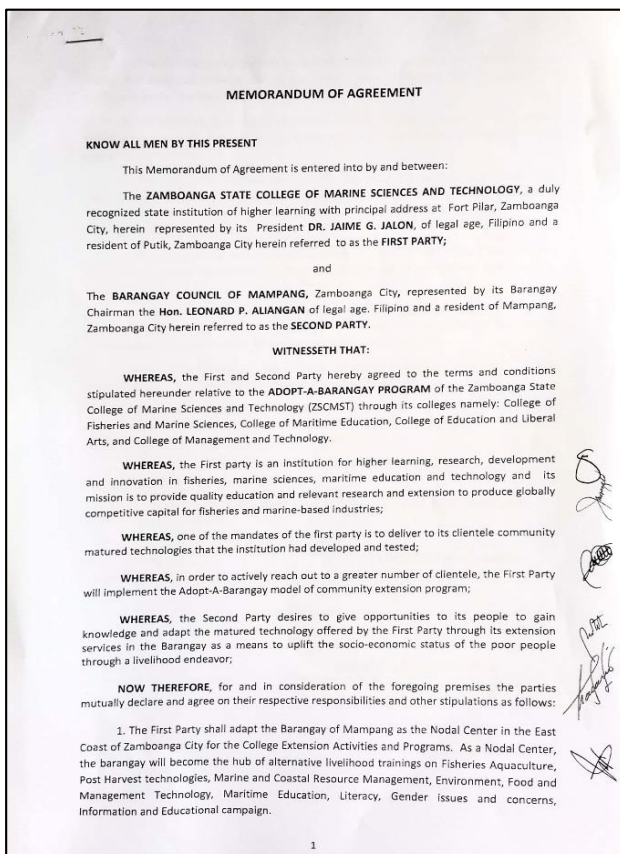 MEMORANDUM OF AGREEMENT
KNOW ALL MEN BY THIS PRESENT
This Memorandum of Agreement is entered into by and between:
The ZAMBOANGA STATE COLLEGE OF MARINE SCIENCES AND TECHNOLOGY, a duly
recognized state institution of higher learning with principal address at Fort Pilar, Zamboanga
City, herein represented by its President DR. JAIME G. JALON, of legal age, Filipino and a
resident of Putik, Zamboanga City herein referred to as the FIRST PARTY;
and
The BARANGAY COUNCIL OF MAMPANG, Zamboanga City, represented by its Barangay
Chairman the Hon. LEONARD P. ALIANGAN of legal age. Filipino and a resident of Mampang,
Zamboanga City herein referred to as the SECOND PARTY.
WITNESSETH THAT:
WHEREAS, the First and Second Party hereby agreed to the terms and conditions
stipulated hereunder relative to the ADOPT-A-BARANGAY PROGRAM of the Zamboanga State
College of Marine Sciences and Technology (ZSCMST) through its colleges namely: College of
Fisheries and Marine Sciences, College of Maritime Education, College of Education and Liberal
Arts, and College of Management and Technology.
WHEREAS, the First party is an institution for higher learning, research, development
and innovation in fisheries, marine sciences, maritime education and technology and its
mission is to provide quality education and relevant research and extension to produce globally
competitive capital for fisheries and marine-based industries;
WHEREAS, one of the mandates of the first party is to deliver to its clientele community
matured technologies that the institution had developed and tested;
WHEREAS, in order to actively reach out to a greater number of clientele, the First Party
will implement the Adopt-A-Barangay model of community extension program;
WHEREAS, the Second Party desires to give opportunities to its people to gain
knowledge and adapt the matured technology offered by the First Party through its extension
services in the Barangay as a means to uplift the socio-economic status of the poor people
through a livelihood endeavor;
NOW THEREFORE, for and in consideration of the foregoing premises the parties
mutually declare and agree on their respective responsibilities and other stipulations as follows:
1. The First Party shall adapt the Barangay of Mampang as the Nodal Center in the East
Coast of Zamboanga City for the College Extension Activities and Programs. As a Nodal Center,
the barangay will become the hub of alternative livelihood trainings on Fisheries Aquaculture,
Post Harvest technologies, Marine and Coastal Resource Management, Environment, Food and
Management Technology, Maritime Education, Literacy, Gender issues and concerns,
Information and Educational campaign.
1